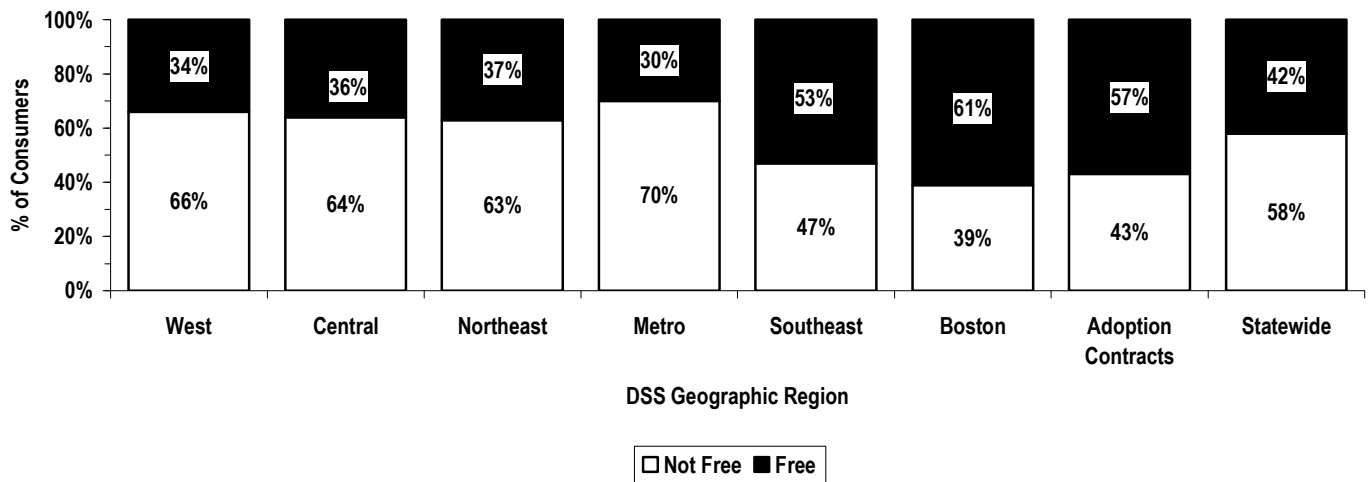 100%
80%
60%
40%
20%
0%
% of Consumers
34%
36%
37%
30%
53%
61%
57%
42%
66%
64%
63%
70%
47%
39%
43%
58%
West
Central
Northeast
Metro
Southeast
Boston
Adoption
Contracts
Statewide
DSS Geographic Region
Not Free
Free